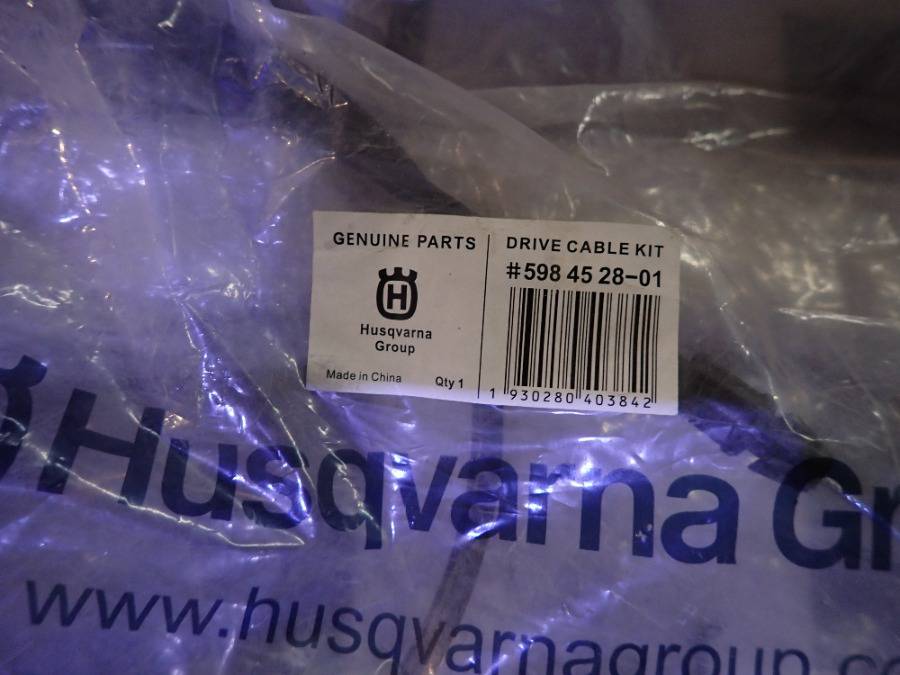 GENUINE PARTS
H
Husqvarna
Group
Made in China Qty 1
DRIVE CABLE KIT
#598 45 28-01
1 930280 403842
Husqvarna Gr
www.husqvarnagroup.co